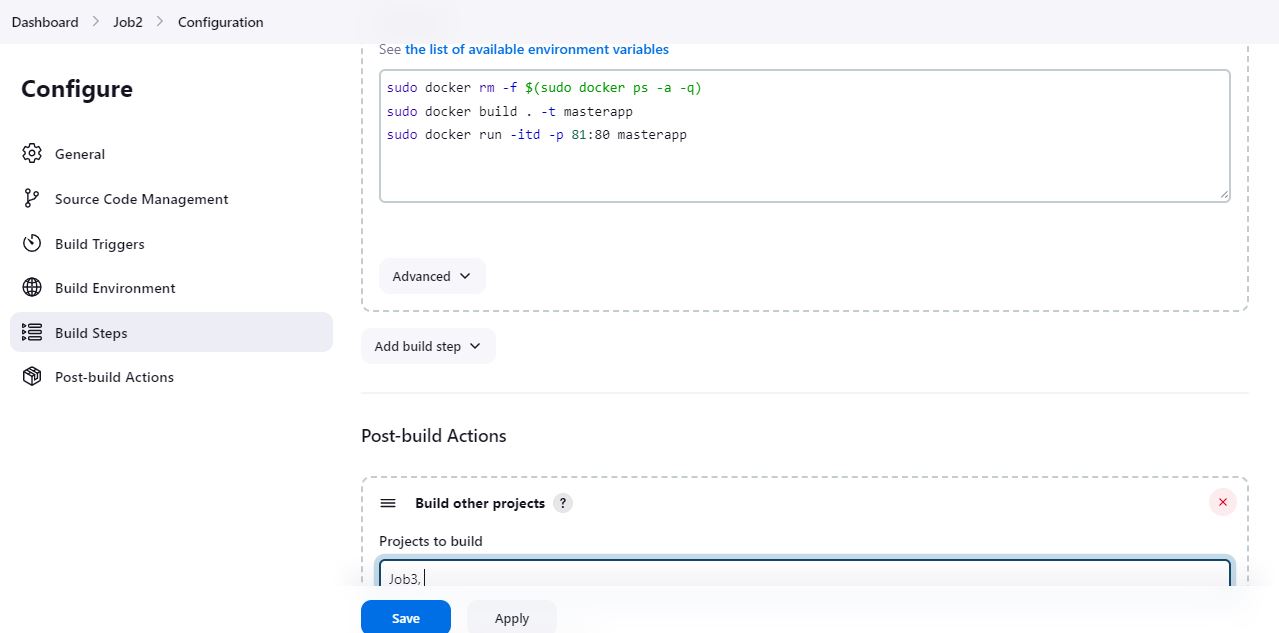 Dashboard > Job2 > Configuration
Configure
General
Source Code Management
Build Triggers
Build Environment
Build Steps
Post-build Actions
See the list of available environment variables
sudo docker rm -f $(sudo docker ps -a -q)
sudo docker build . -t masterapp
sudo docker run -itd -p 81:80 masterapp
Advanced
Add build step
Post-build Actions
Build other projects ?
Projects to build
Job3,
Save Apply